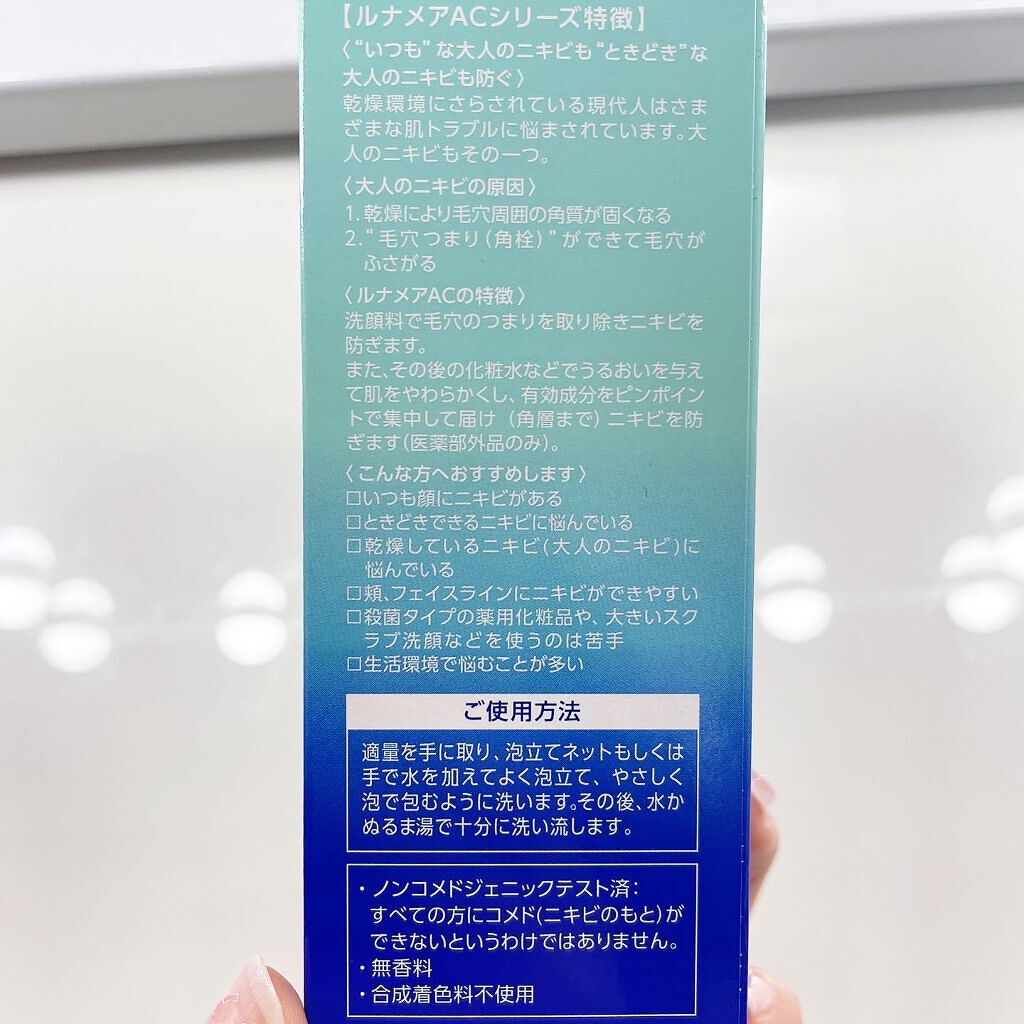 【ルナメアACシリーズ特徴】
〈“いつも”な大人のニキビも“ときどき”な
大人のニキビも防ぐ〉
乾燥環境にさらされている現代人はさま
ざまな肌トラブルに悩まされています。大
人のニキビもその一つ。
〈大人のニキビの原因〉
1.乾燥により毛穴周囲の角質が固くなる
2.“毛穴つまり(角栓)”ができて毛穴が
ふさがる
〈ルナメアACの特徴〉
洗顔料で毛穴のつまりを取り除きニキビを
防ぎます。
また、その後の化粧水などでうるおいを与え
て肌をやわらかくし、有効成分をピンポイン
トで集中して届け(角層まで)ニキビを防
ぎます(医薬部外品のみ)。
〈こんな方へおすすめします〉
□いつも顔にニキビがある
□ときどきできるニキビに悩んでいる
□乾燥しているニキビ(大人のニキビ)に
悩んでいる
□頬、フェイスラインにニキビができやすい
□殺菌タイプの薬用化粧品や、大きいスク
ラブ洗顔などを使うのは苦手
□生活環境で悩むことが多い
ご使用方法
適量を手に取り、泡立てネットもしくは
手で水を加えてよく泡立て、やさしく
泡で包むように洗います。その後、水か
ぬるま湯で十分に洗い流します。
・ノンコメドジェニックテスト済：
すべての方にコメド(ニキビのもと)が
できないというわけではありません。
・無香料
・合成着色料不使用